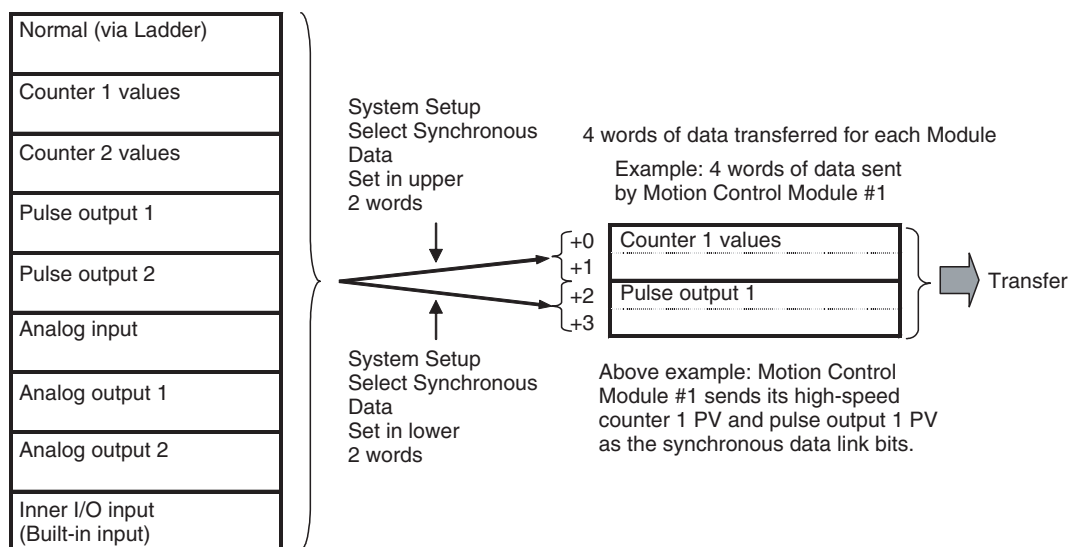 Normal (via Ladder)
Counter 1 values
Counter 2 values
Pulse output 1
Pulse output 2
Analog input
Analog output 1
Analog output 2
Inner I/O input
(Built-in input)
System Setup
Select Synchronous
Data
Set in upper
2 words
System Setup
Select Synchronous
Data
Set in lower
2 words
4 words of data transferred for each Module
Example: 4 words of data sent
by Motion Control Module #1
+0
Counter 1 values
+1
+2
Pulse output 1
+3
Transfer
Above example: Motion Control
Module #1 sends its high-speed
counter 1 PV and pulse output 1 PV
as the synchronous data link bits.